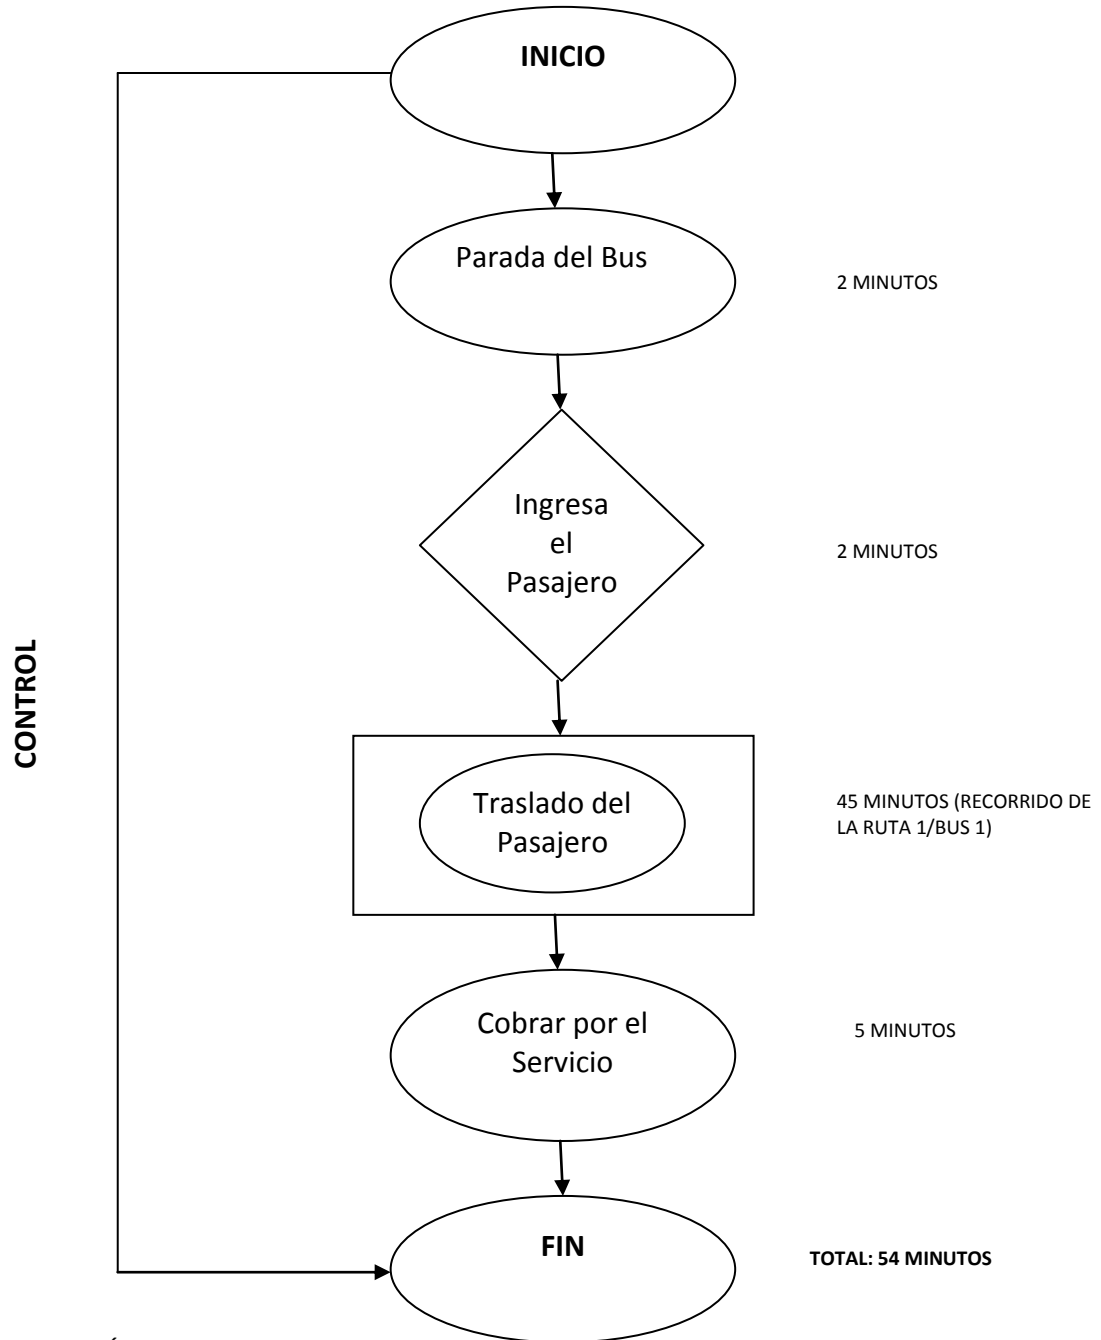 INICIO
Parada del Bus
2 MINUTOS
Ingresa
el
Pasajero
2 MINUTOS
CONTROL
Traslado del
Pasajero
45 MINUTOS (RECORRIDO DE
LA RUTA 1/BUS 1)
Cobrar por el
Servicio
5 MINUTOS
FIN
TOTAL: 54 MINUTOS